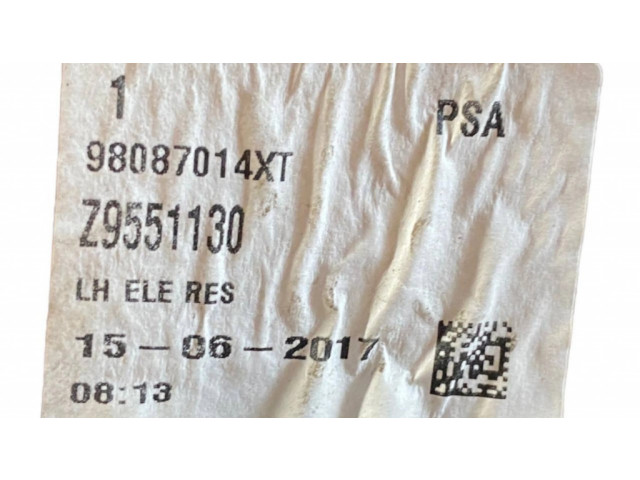 1
PSA
98087014XT
Z9551130
LH ELE RES
15-06-2017
08:13